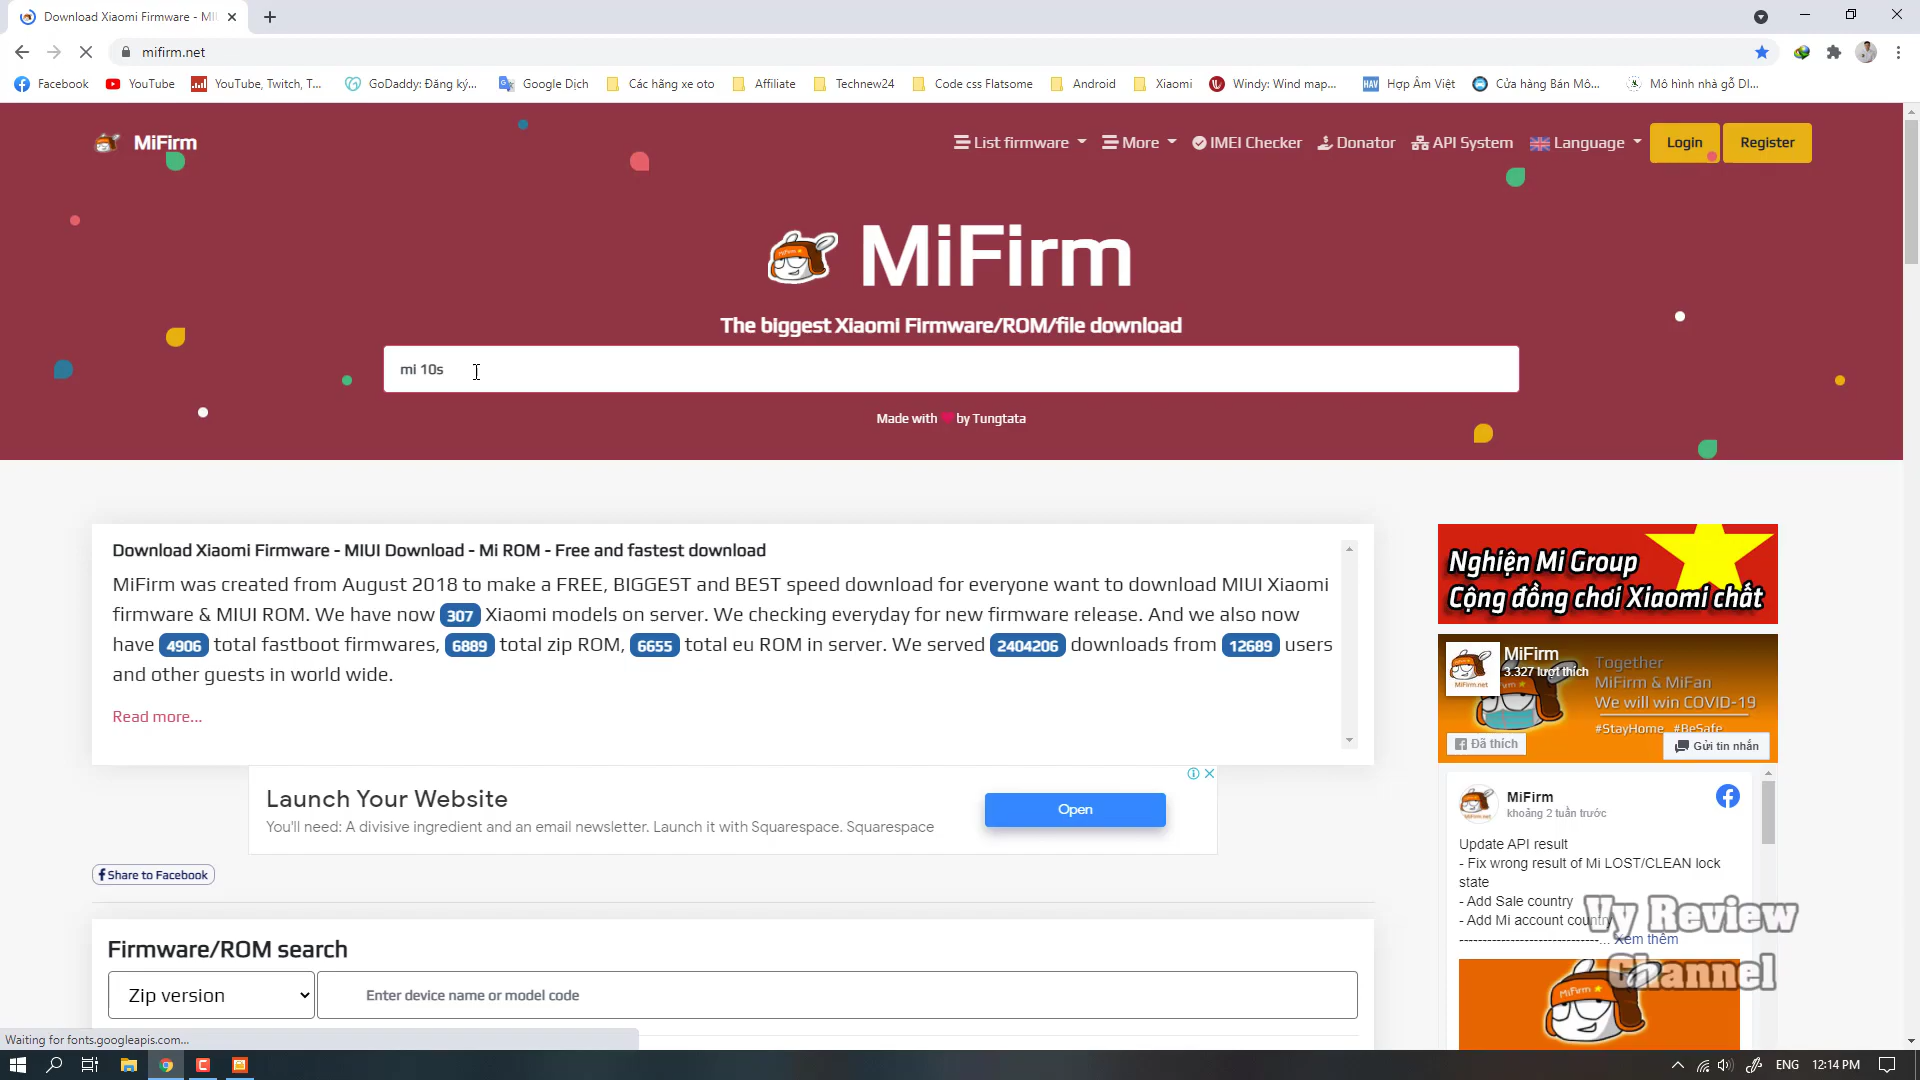 Download Xiaomi Firmware - MIU
mifirm.net
Facebook
YouTube
YouTube, Twitch, T...
GoDaddy: Đăng ký...
Google Dịch
Các hãng xe oto
Affiliate
Technew24
Code css Flatsome
Android
Xiaomi
Windy: Wind map...
HAV
Hợp Âm Việt
Cửa hàng Bán Mô...
Mô hình nhà gỗ DI...
MiFirm
List firmware
More
IMEI Checker
Donator
API System
Language
Login
Register
MiFirm
The biggest Xiaomi Firmware/ROM/file download
mi 10s
Made with by Tungtata
Download Xiaomi Firmware - MIUI Download - Mi ROM - Free and fastest download
MiFirm was created from August 2018 to make a FREE, BIGGEST and BEST speed download for everyone want to download MIUI Xiaomi
firmware & MIUI ROM. We have now 307 Xiaomi models on server. We checking everyday for new firmware release. And we also now
have 4906 total fastboot firmwares, 6889 total zip ROM, 6655 total eu ROM in server. We served 2404206 downloads from 12689 users
and other guests in world wide.
Read more...
Nghiện Mi Group
Cộng đồng chơi Xiaomi chất
MiFirm
3.327 lượt thích
Together
MiFirm & MiFan
We will win COVID-19
#StayHome #BeSafe
MiFirm.net
Đã thích
Gửi tin nhắn
Launch Your Website
You'll need: A divisive ingredient and an email newsletter. Launch it with Squarespace. Squarespace
Open
MiFirm
khoảng 2 tuần trước
Update API result
- Fix wrong result of Mi LOST/CLEAN lock
state
- Add Sale country
- Add Mi account country
------------------------------... Xem thêm
Share to Facebook
Vy Review
Channel
Firmware/ROM search
Zip version
Enter device name or model code
MiFirm
Waiting for fonts.googleapis.com...
ENG
12:14 PM